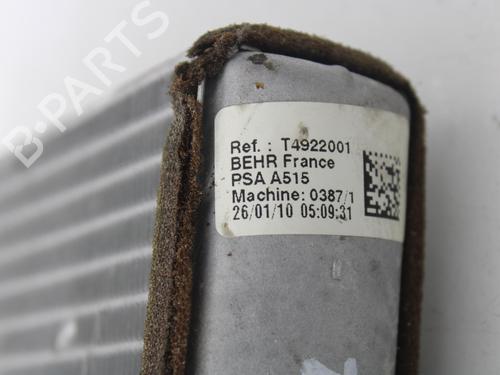 B-PARTS
Ref. : T4922001
BEHR France
PSA A515
Machine: 0387/1
26/01/10 05:09:31